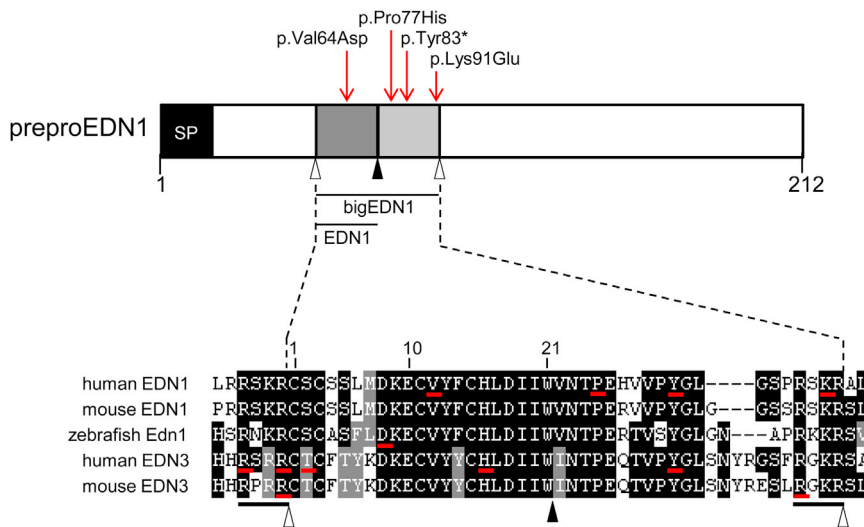 p.Pro77His
p.Val64Asp
p.Tyr83*
p.Lys91Glu
preproEDN1
SP
1
212
bigEDN1
EDN1
1 10 21
human EDN1 LRRSKRCSCSSLMDKECVYFCHLDIIWVNTPEHVVPYGL----GSPRSKRAL
mouse EDN1 PRRSKRCSCSSLMDKECVYFCHLDIIWVNTPERVVPYGLG---GSSRSKRSL
zebrafish Edn1 HSRNKRCSCASFLDKECVYFCHLDIIWVNTPERTVSYGLGN---APRKKRSV
human EDN3 HHRSRRCTCFTYKDKECVYYCHLDIIWINTPEQTVPYGLSNYRGSFRGKRSA
mouse EDN3 HHRPRRCTCFTYKDKECVYYCHLDIIWINTPEQTVPYGLSNYRESLRGKRSL